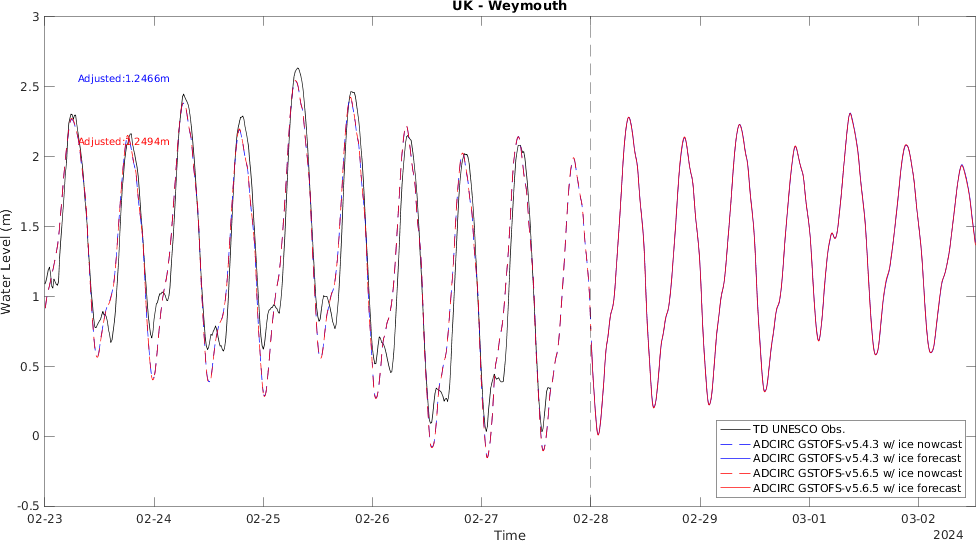 UK - Weymouth
3
2.5
2
1.5
1
0.5
0
-0.5
Water Level (m)
Adjusted:1.2466m
Adjusted:1.2494m
TD UNESCO Obs.
ADCIRC GSTOFS-v5.4.3 w/ ice nowcast
ADCIRC GSTOFS-v5.4.3 w/ ice forecast
ADCIRC GSTOFS-v5.6.5 w/ ice nowcast
ADCIRC GSTOFS-v5.6.5 w/ ice forecast
02-23 02-24 02-25 02-26 02-27 02-28 02-29 03-01 03-02
Time
2024